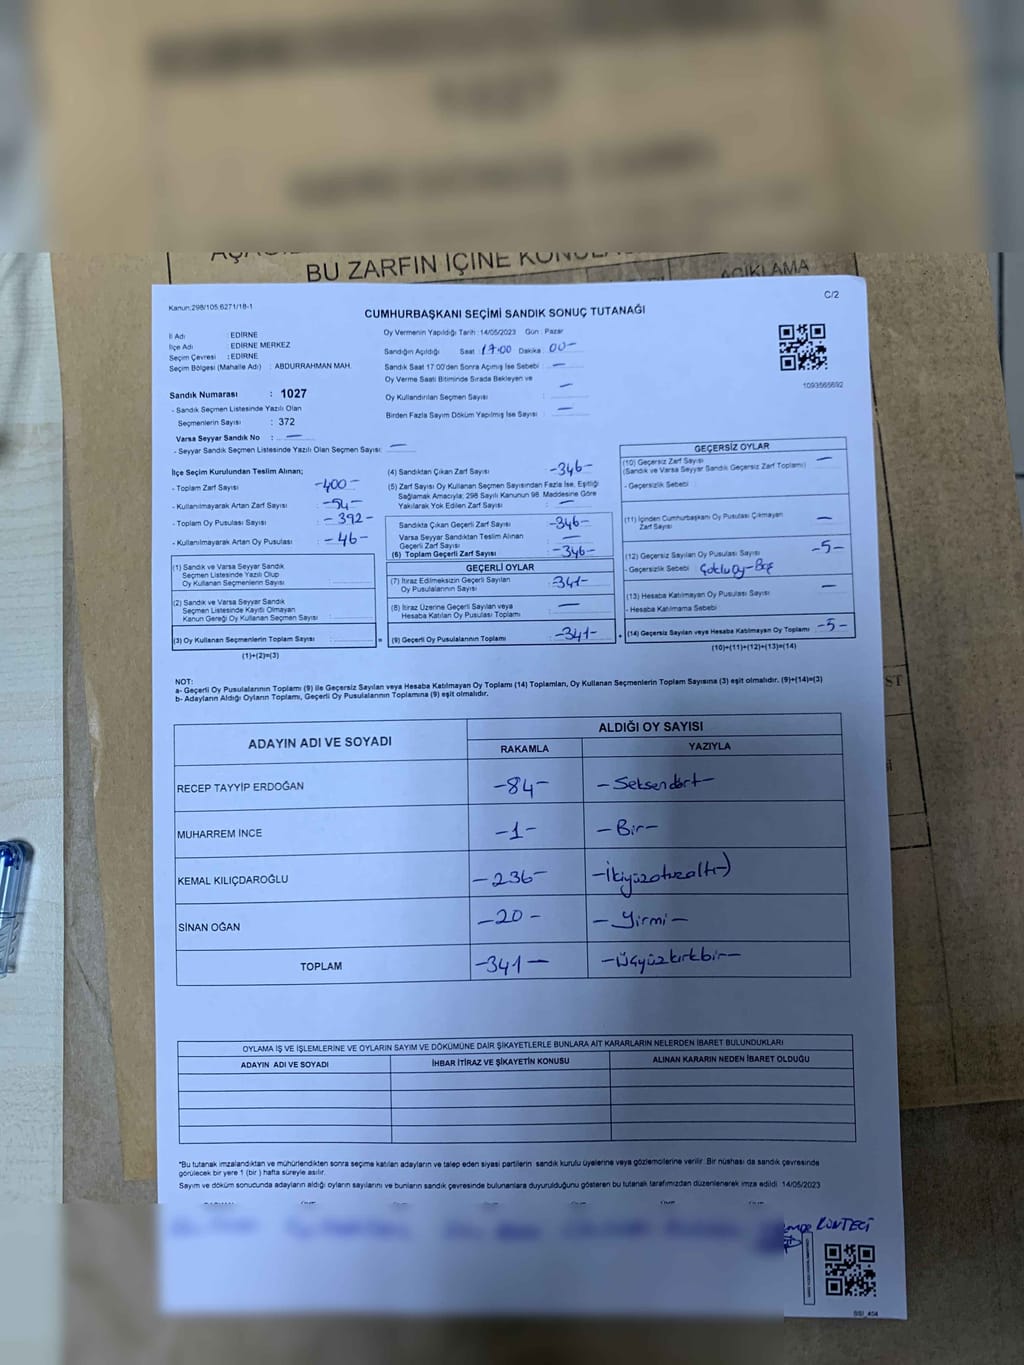 BU ZARFIN İÇİNE
AÇIKLAMA
C/2
Kanun:298/105,6271/18-1
CUMHURBAŞKANI SEÇİMİ SANDIK SONUÇ TUTANAĞI
İl Adı : EDİRNE
İlçe Adı : EDİRNE MERKEZ
Seçim Çevresi : EDİRNE
Seçim Bölgesi (Mahalle Adı) : ABDURRAHMAN MAH.
Oy Vermenin Yapıldığı Tarih : 14/05/2023 Gün : Pazar
Sandığın Açıldığı Saat : 17:00 Dakika : 00-
Sandık Saat 17:00'den Sonra Açımış İse Sebebi : -
Oy Verme Saati Bitiminde Sırada Bekleyen ve
Oy Kullandırılan Seçmen Sayısı : -
Birden Fazla Sayım Döküm Yapılmış İse Sayısı : -
1093565692
Sandık Numarası : 1027
- Sandık Seçmen Listesinde Yazılı Olan
Seçmenlerin Sayısı : 372
Varsa Seyyar Sandık No : -
- Seyyar Sandık Seçmen Listesinde Yazılı Olan Seçmen Sayısı: -
İlçe Seçim Kurulundan Teslim Alınan;
- Toplam Zarf Sayısı -400-
- Kullanılmayarak Artan Zarf Sayısı -54-
- Toplam Oy Pusulası Sayısı -392-
- Kullanılmayarak Artan Oy Pusulası -46-
(1) Sandık ve Varsa Seyyar Sandık
Seçmen Listesinde Yazılı Olup
Oy Kullanan Seçmenlerin Sayısı
(2) Sandık ve Varsa Seyyar Sandık
Seçmen Listesinde Kayıtlı Olmayan
Kanun Gereği Oy Kullanan Seçmen Sayısı
(3) Oy Kullanan Seçmenlerin Toplam Sayısı =
(1)+(2)=(3)
(4) Sandıktan Çıkan Zarf Sayısı -346-
(5) Zarf Sayısı Oy Kullanan Seçmen Sayısından Fazla İse, Eşitliği
Sağlamak Amacıyla; 298 Sayılı Kanunun 98. Maddesine Göre
Yakılarak Yok Edilen Zarf Sayısı : -
Sandıkta Çıkan Geçerli Zarf Sayısı -346-
Varsa Seyyar Sandıktan Teslim Alınan
Geçerli Zarf Sayısı : -
(6) Toplam Geçerli Zarf Sayısı -346-
GEÇERLİ OYLAR
(7) İtiraz Edilmeksizin Geçerli Sayılan
Oy Pusulalarının Sayısı -341-
(8) İtiraz Üzerine Geçerli Sayılan veya
Hesaba Katılan Oy Pusulası Toplamı -
(9) Geçerli Oy Pusulalarının Toplamı -341- +
GEÇERSİZ OYLAR
(10) Geçersiz Zarf Sayısı -
(Sandık ve Varsa Seyyar Sandık Geçersiz Zarf Toplamı)
- Geçersizlik Sebebi :
(11) İçinden Cumhurbaşkanı Oy Pusulası Çıkmayan
Zarf Sayısı -
(12) Geçersiz Sayılan Oy Pusulası Sayısı -5-
- Geçersizlik Sebebi : Çoklu oy-Boş
(13) Hesaba Katılmayan Oy Pusulası Sayısı -
- Hesaba Katılmama Sebebi
(14) Geçersiz Sayılan veya Hesaba Katılmayan Oy Toplamı -5-
(10)+(11)+(12)+(13)=(14)
NOT:
a- Geçerli Oy Pusulalarının Toplamı (9) ile Geçersiz Sayılan veya Hesaba Katılmayan Oy Toplamı (14) Toplamları, Oy Kullanan Seçmenlerin Toplam Sayısına (3) eşit olmalıdır. (9)+(14)=(3)
b- Adayların Aldığı Oyların Toplamı, Geçerli Oy Pusulalarının Toplamına (9) eşit olmalıdır.
ADAYIN ADI VE SOYADI
ALDIĞI OY SAYISI
RAKAMLA YAZIYLA
RECEP TAYYİP ERDOĞAN -84- -Seksendört-
MUHARREM İNCE -1- -Bir-
KEMAL KILIÇDAROĞLU -236- -İkiyüzotuzaltı-)
SİNAN OĞAN -20- -Yirmi-
TOPLAM -341- -Üçyüzkırkbir-
OYLAMA İŞ VE İŞLEMLERİNE VE OYLARIN SAYIM VE DÖKÜMÜNE DAİR ŞİKAYETLERLE BUNLARA AİT KARARLARIN NELERDEN İBARET BULUNDUKLARI
ADAYIN ADI VE SOYADI İHBAR İTİRAZ VE ŞİKAYETİN KONUSU ALINAN KARARIN NEDEN İBARET OLDUĞU
*Bu tutanak imzalandıktan ve mühürlendikten sonra seçime katılan adayların ve talep eden siyasi partilerin sandık kurulu üyelerine veya gözlemcilerine verilir. Bir nüshası da sandık çevresinde
görülecek bir yere 1 (bir) hafta süreyle asılır.
Sayım ve döküm sonucunda adayların aldığı oyların sayılarını ve bunların sandık çevresinde bulunanlara duyurulduğunu gösteren bu tutanak tarafımızdan düzenlenerek imza edildi. 14/05/2023